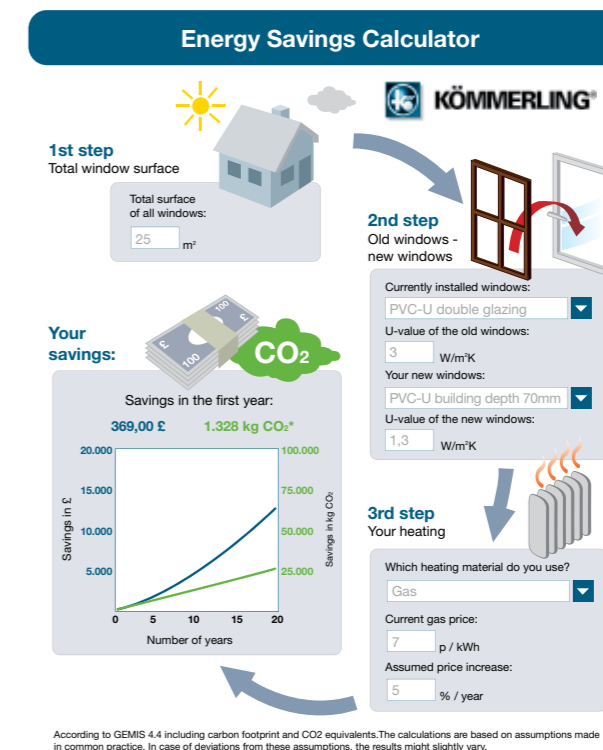 Energy Savings Calculator
KÖMMERLING®
1st step
Total window surface
Total surface
of all windows:
25 m²
2nd step
Old windows -
new windows
Currently installed windows:
PVC-U double glazing
U-value of the old windows:
3 W/m²K
Your new windows:
PVC-U building depth 70mm
U-value of the new windows:
1,3 W/m²K
3rd step
Your heating
Which heating material do you use?
Gas
Current gas price:
7 p / kWh
Assumed price increase:
5 % / year
Your
savings:
100
£
£
100
CO₂
Savings in the first year:
369,00 £ 1.328 kg CO₂*
Savings in £
20.000
15.000
10.000
5.000
100.000
75.000
50.000
25.000
Savings in kg CO₂
0 5 10 15 20
Number of years
According to GEMIS 4.4 including carbon footprint and CO2 equivalents.The calculations are based on assumptions made
in common practice. In case of deviations from these assumptions, the results might slightly vary.